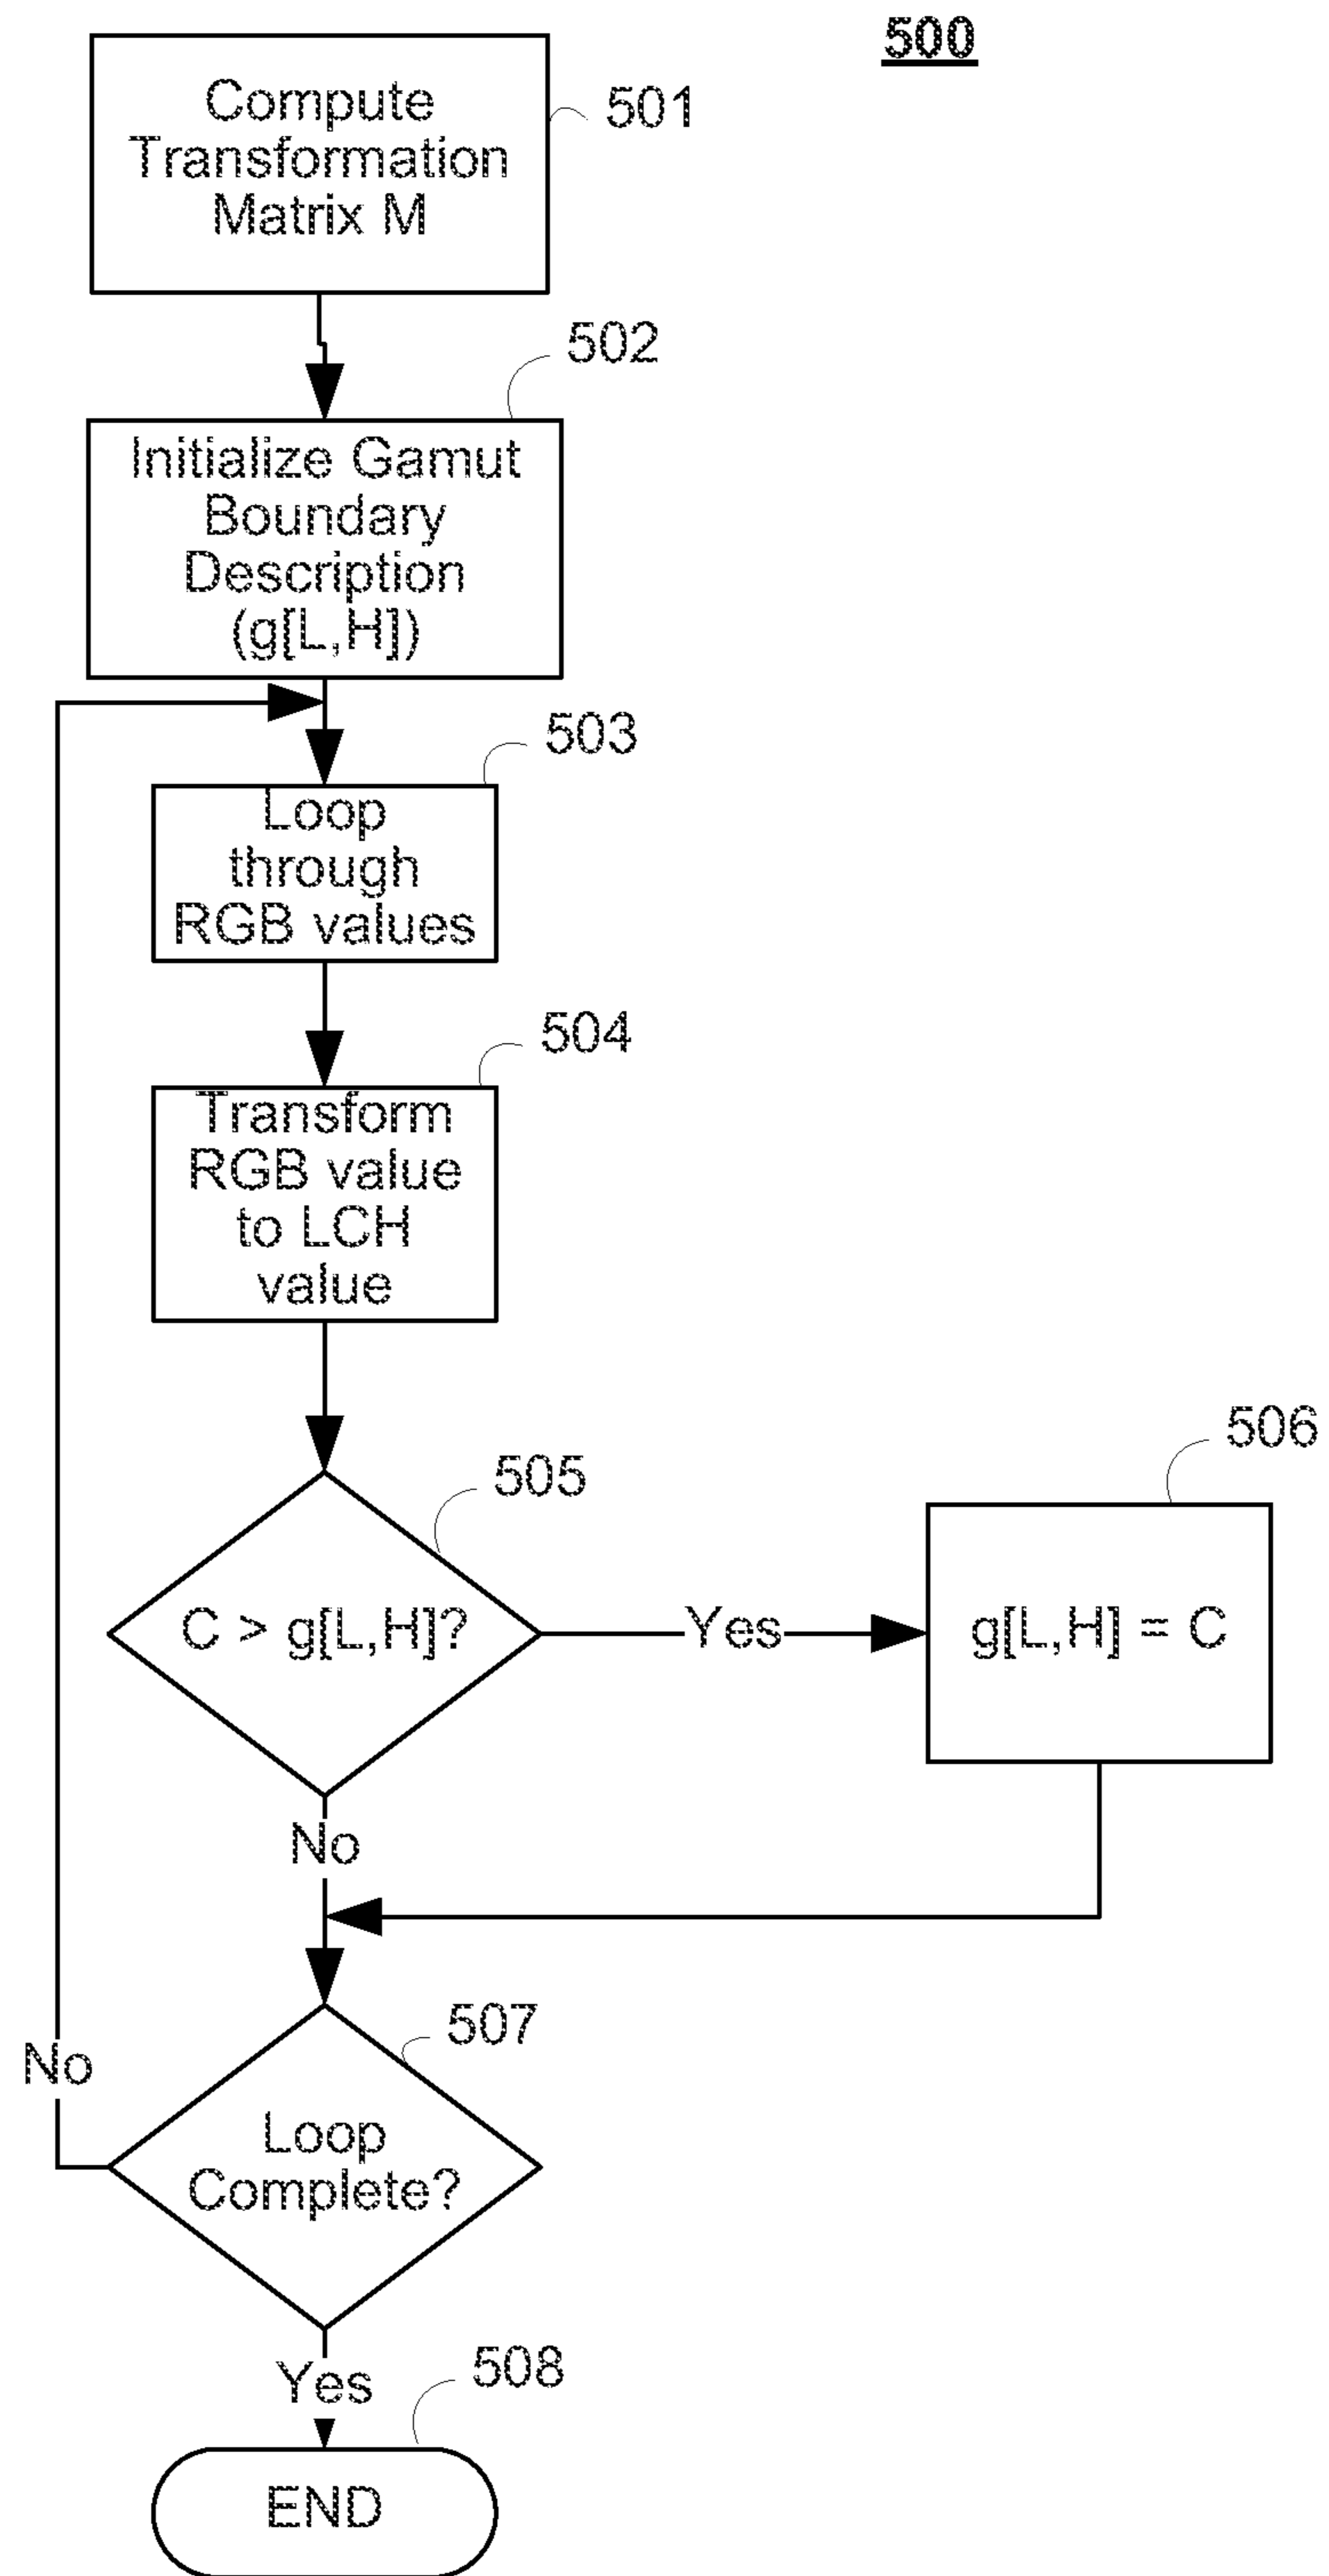 500
Compute
Transformation
Matrix M
501
502
Initialize Gamut
Boundary
Description
(g[L,H])
503
Loop
through
RGB values
504
Transform
RGB value
to LCH
value
505
C > g[L,H]?
Yes
506
g[L,H] = C
No
507
Loop
Complete?
No
Yes
508
END